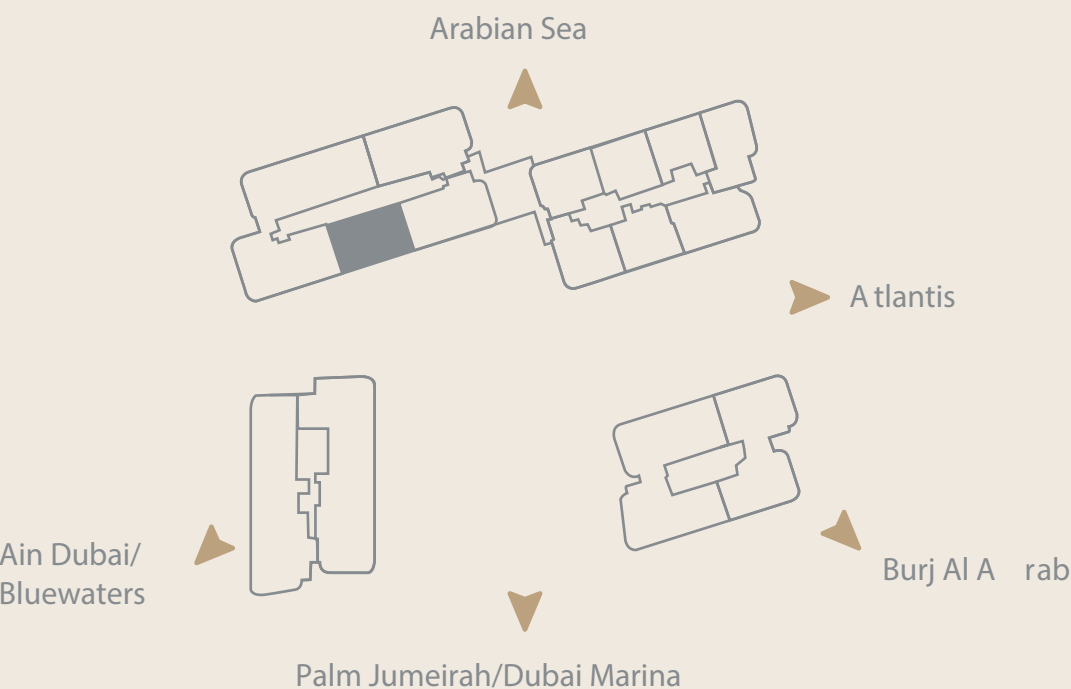 Arabian Sea
A tlantis
Ain Dubai/
Bluewaters
Burj Al A rab
Palm Jumeirah/Dubai Marina